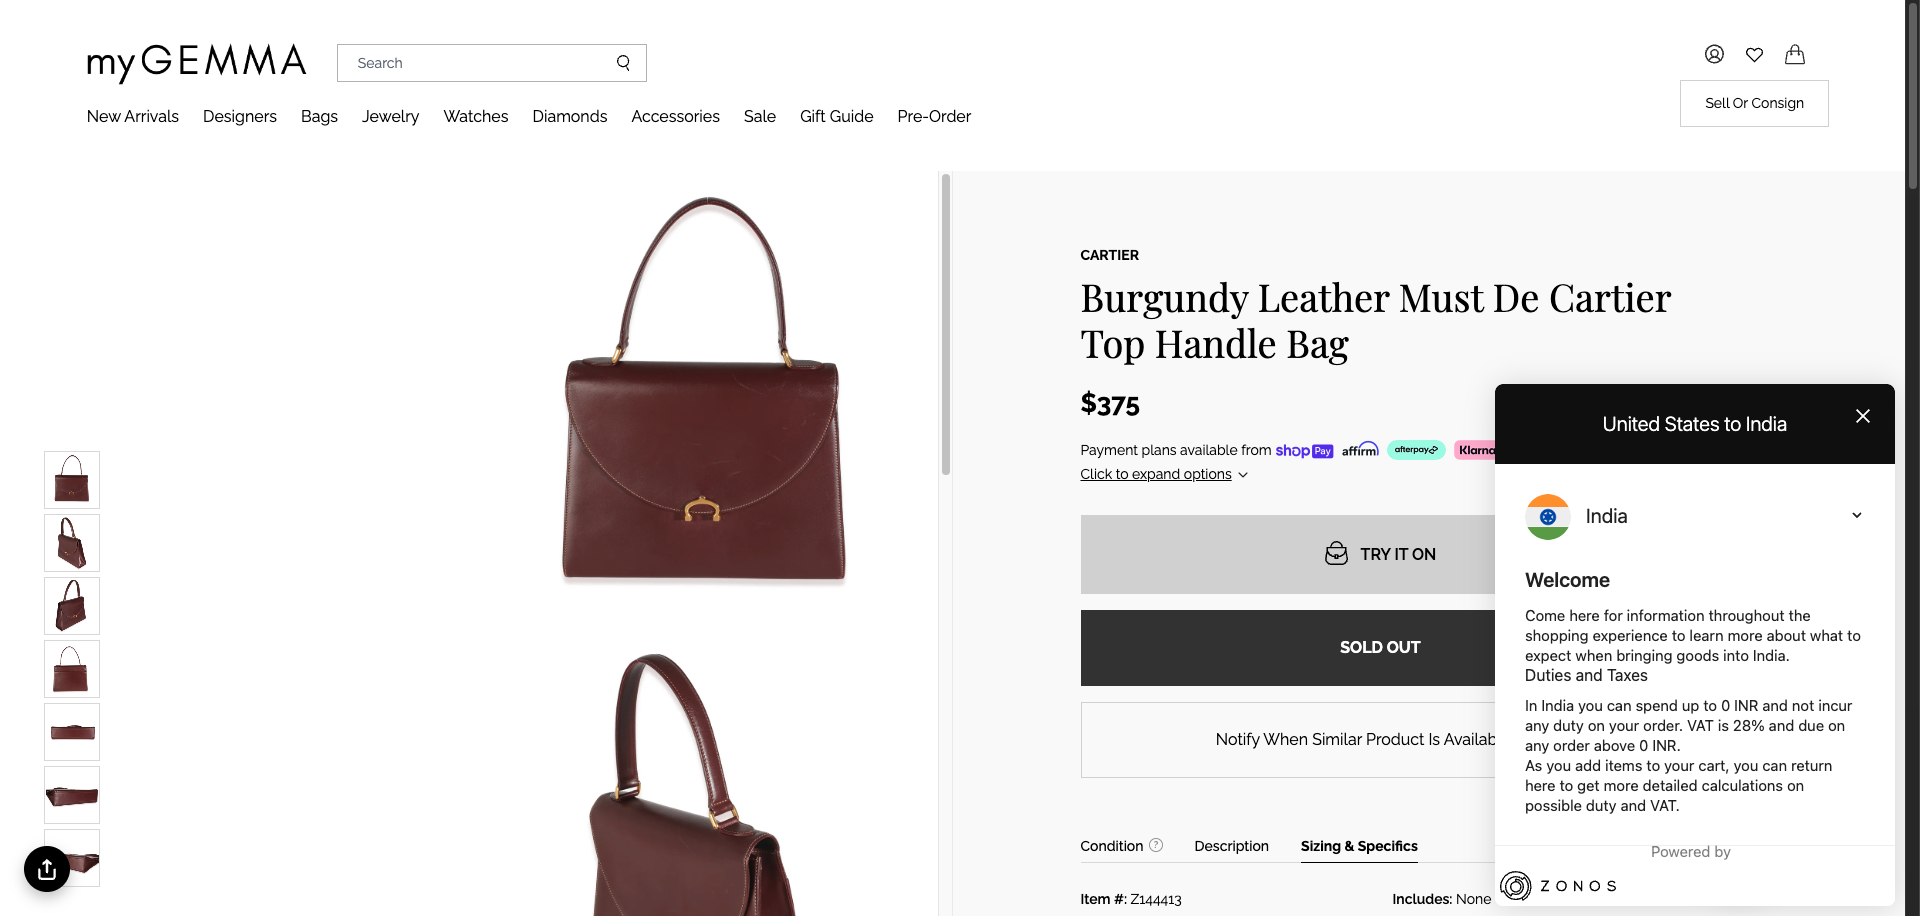 myGEMMA
Search
Sell Or Consign
New Arrivals Designers Bags Jewelry Watches Diamonds Accessories Sale Gift Guide Pre-Order
CARTIER
Burgundy Leather Must De Cartier
Top Handle Bag
$375
Payment plans available from shop Pay affirm afterpay Klarna
Click to expand options
TRY IT ON
SOLD OUT
Notify When Similar Product Is
Condition ? Description Sizing & Specifics
Item #: Z144413 Includes: None
United States to India
India
Welcome
Come here for information throughout the
shopping experience to learn more about what to
expect when bringing goods into India.
Duties and Taxes
In India you can spend up to 0 INR and not incur
any duty on your order. VAT is 28% and due on
any order above 0 INR.
As you add items to your cart, you can return
here to get more detailed calculations on
possible duty and VAT.
Powered by
ZONOS